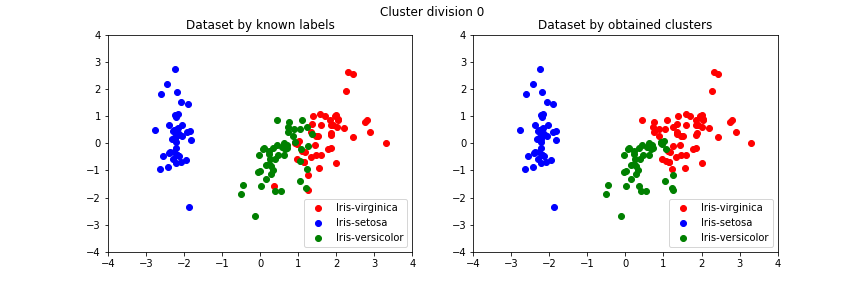 Cluster division 0
Dataset by known labels
4
3
2
1
0
−1
−2
−3
−4
−4 −3 −2 −1 0 1 2 3 4
Iris-virginica
Iris-setosa
Iris-versicolor
Dataset by obtained clusters
4
3
2
1
0
−1
−2
−3
−4
−4 −3 −2 −1 0 1 2 3 4
Iris-virginica
Iris-setosa
Iris-versicolor